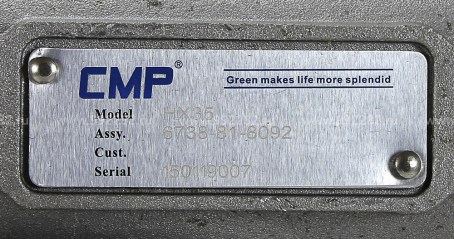 CMP®
Green makes life more splendid
Model HX35
Assy. 6738-81-8092
Cust.
Serial 150119007